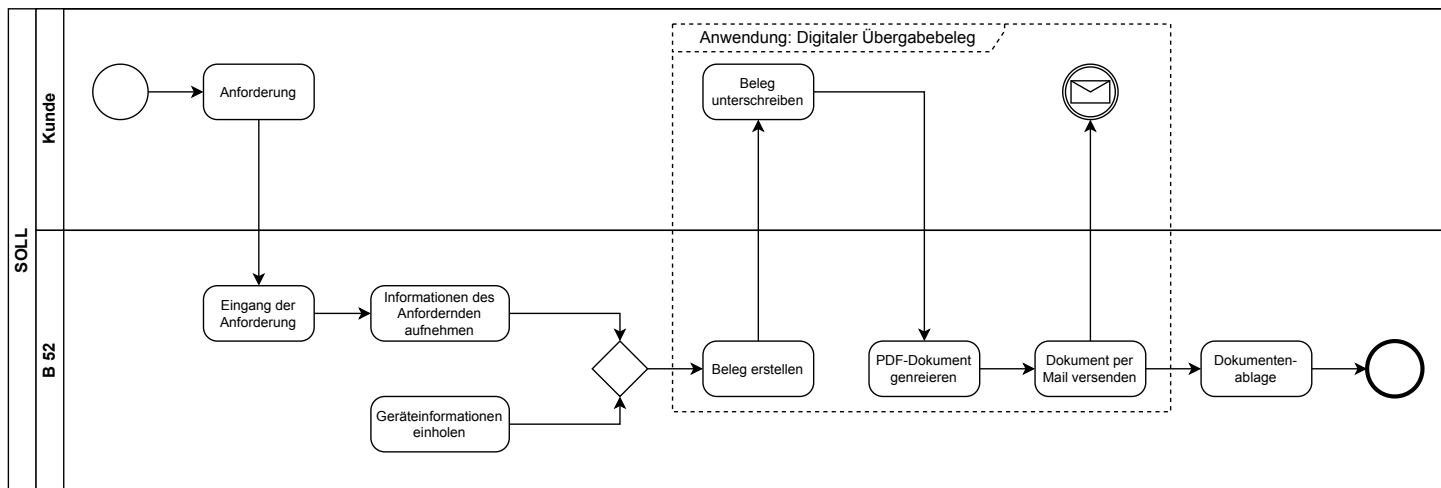 SOLL
Kunde
Anwendung: Digitaler Übergabebeleg
Anforderung
Beleg
unterschreiben
B 52
Eingang der
Anforderung
Informationen des
Anfordernden
aufnehmen
Geräteinformationen
einholen
Beleg erstellen
PDF-Dokument
genreieren
Dokument per
Mail versenden
Dokumenten-
ablage